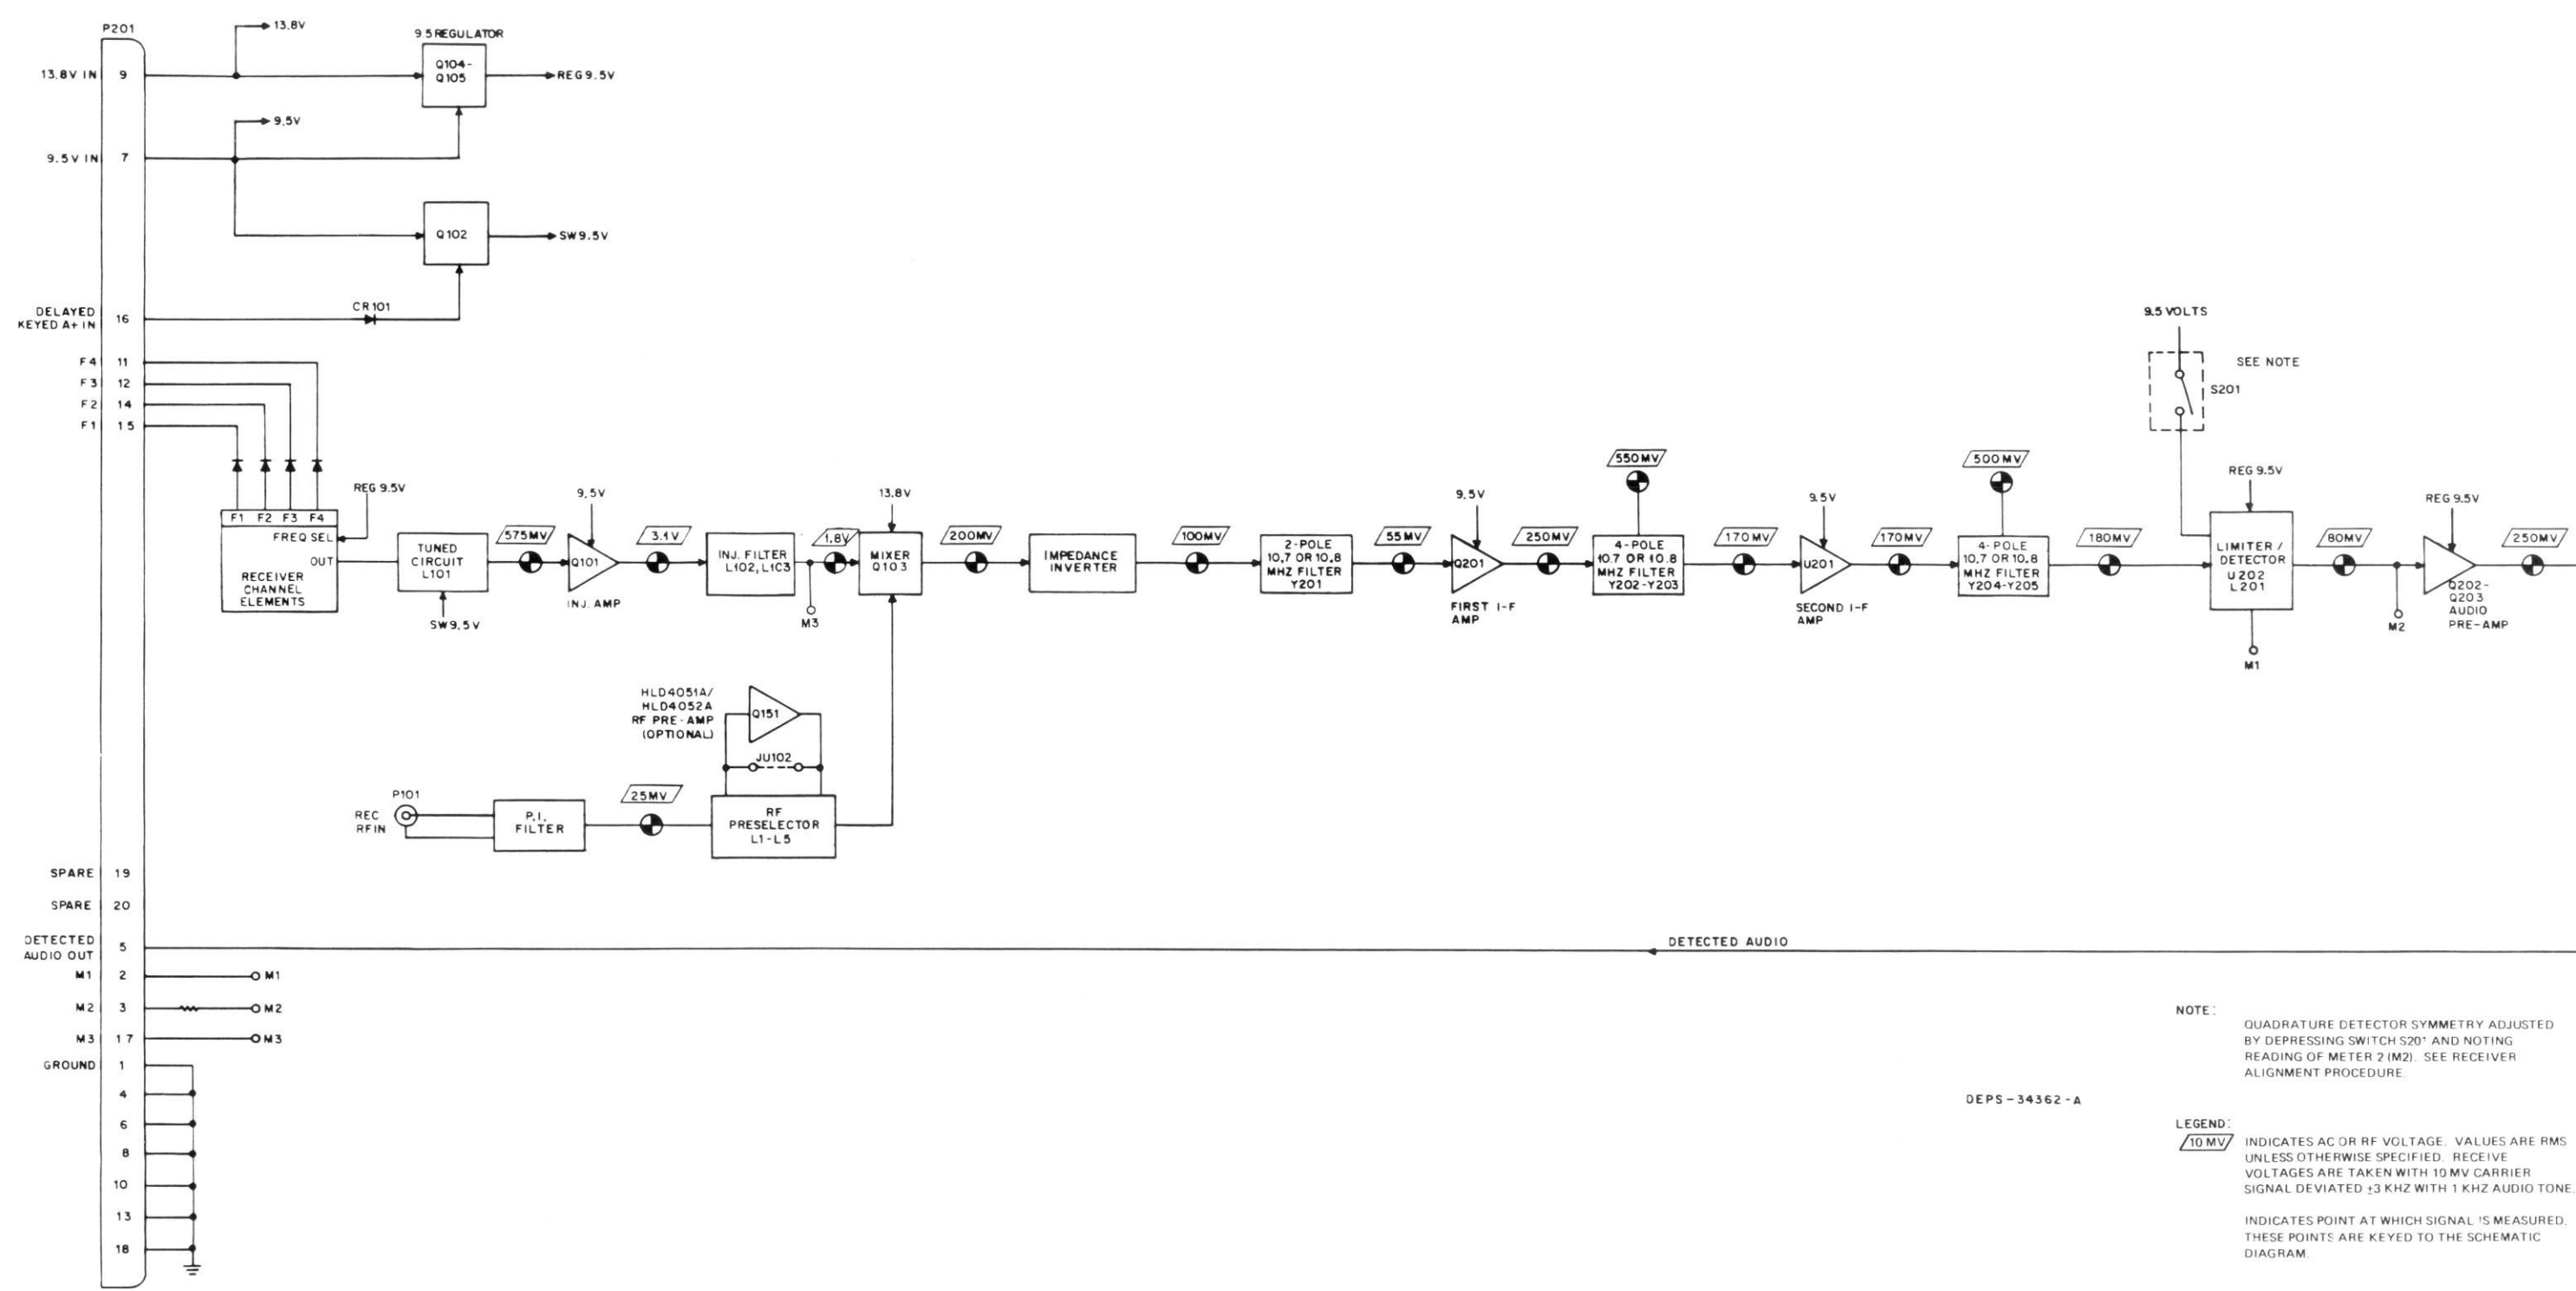 P201
13.8V IN 9
13.8V
9.5 REGULATOR
Q104-
Q105
REG 9.5V
9.5V IN 7
9.5V
Q102
SW 9.5V
DELAYED
KEYED A+ IN 16
CR101
F4 11
F3 12
F2 14
F1 15
F1 F2 F3 F4
FREQ SEL
OUT
RECEIVER
CHANNEL
ELEMENTS
REG 9.5V
TUNED
CIRCUIT
L101
SW9.5V
575MV
9.5V
Q101
INJ. AMP
3.1V
INJ. FILTER
L102, L1C3
M3
1.8V
13.8V
MIXER
Q103
200MV
IMPEDANCE
INVERTER
100MV
2-POLE
10.7 OR 10.8
MHZ FILTER
Y201
55MV
9.5V
Q201
FIRST I-F
AMP
250MV
550MV
4-POLE
10.7 OR 10.8
MHZ FILTER
Y202-Y203
170MV
9.5V
U201
SECOND I-F
AMP
170MV
500MV
4-POLE
10.7 OR 10.8
MHZ FILTER
Y204-Y205
180MV
9.5 VOLTS
SEE NOTE
S201
REG 9.5V
LIMITER /
DETECTOR
U202
L201
M1
80MV
M2
REG 9.5V
Q202-
Q203
AUDIO
PRE-AMP
250MV
HLD4051A/
HLD4052A
RF PRE-AMP
(OPTIONAL)
Q151
JU102
P101
REC
RF IN
P.I.
FILTER
25MV
RF
PRESELECTOR
L1-L5
SPARE 19
SPARE 20
DETECTED
AUDIO OUT 5
DETECTED AUDIO
M1 2 M1
M2 3 M2
M3 17 M3
GROUND 1
4
6
8
10
13
18
NOTE:
QUADRATURE DETECTOR SYMMETRY ADJUSTED
BY DEPRESSING SWITCH S201 AND NOTING
READING OF METER 2 (M2). SEE RECEIVER
ALIGNMENT PROCEDURE.
DEPS-34362-A
LEGEND:
10 MV INDICATES AC OR RF VOLTAGE. VALUES ARE RMS
UNLESS OTHERWISE SPECIFIED. RECEIVE
VOLTAGES ARE TAKEN WITH 10 MV CARRIER
SIGNAL DEVIATED ±3 KHZ WITH 1 KHZ AUDIO TONE.
INDICATES POINT AT WHICH SIGNAL IS MEASURED.
THESE POINTS ARE KEYED TO THE SCHEMATIC
DIAGRAM.